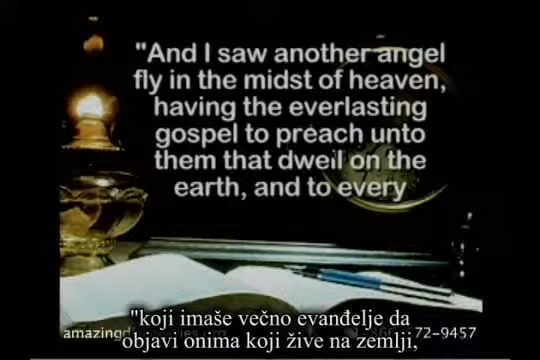 "And I saw another angel
fly in the midst of heaven,
having the everlasting
gospel to preach unto
them that dwell on the
earth, and to every
"koji imaše večno evanđelje da
objavi onima koji žive na zemlji,
72-9457